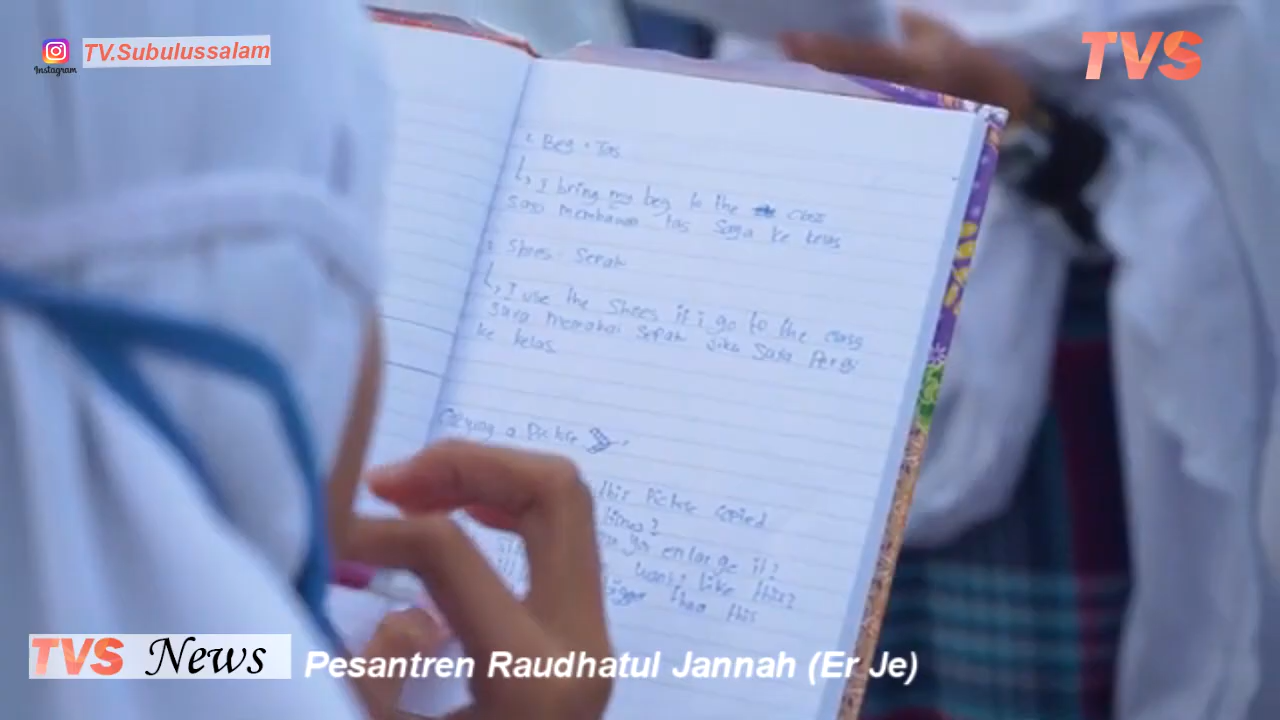 Instagram
TV.Subulussalam
TVS
1. Beg • Tas
I bring my beg to the class
saya membawa tas saya ke kelas
2. Shoes - Sepatu
I use the shoes if i go to the class
saya memakai sepatu jika saya pergi
ke kelas
a Picture
this Picture copied
times?
enlarge it?
want like this?
bigger than this
TVS News
Pesantren Raudhatul Jannah (Er Je)